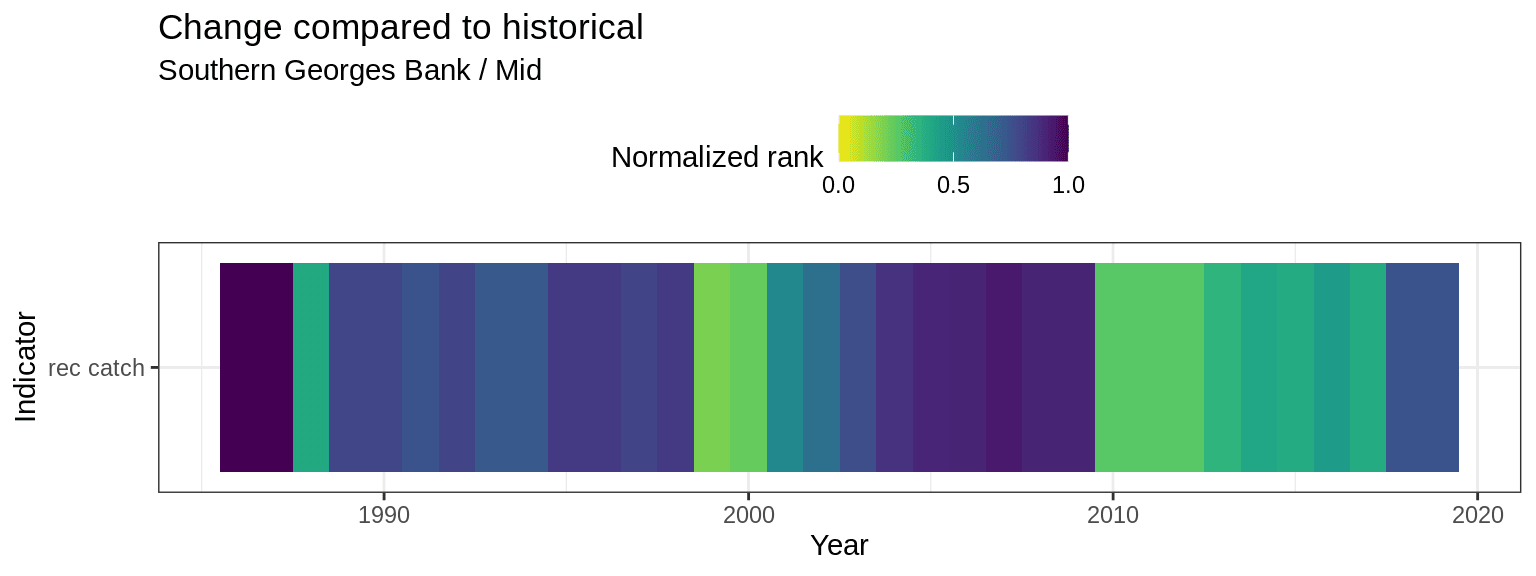 Change compared to historical
Southern Georges Bank / Mid
Normalized rank
0.0 0.5 1.0
Indicator
rec catch
1990 2000 2010 2020
Year